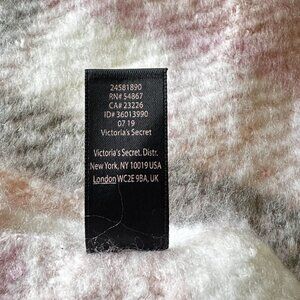 24581890
RN# 54867
CA# 23226
ID# 36013990
07 19
Victoria's Secret
Victoria's Secret. Distr.
New York, NY 10019 USA
London WC2E 9BA, UK